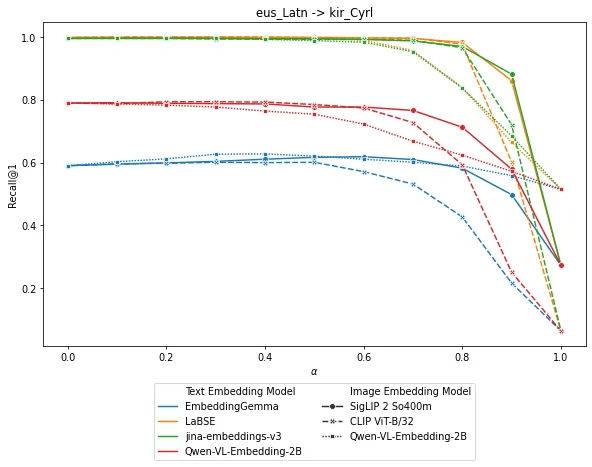 eus_Latn -> kir_Cyrl
1.0
0.8
0.6
0.4
0.2
Recall@1
0.0 0.2 0.4 0.6 0.8 1.0
α
Text Embedding Model Image Embedding Model
EmbeddingGemma SigLIP 2 So400m
LaBSE CLIP ViT-B/32
jina-embeddings-v3 Qwen-VL-Embedding-2B
Qwen-VL-Embedding-2B